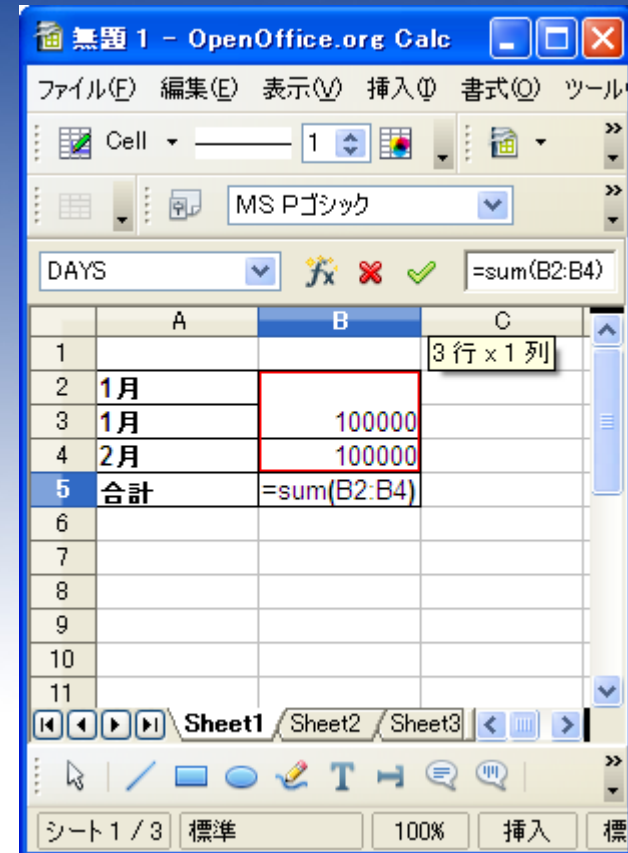 無題 1 - OpenOffice.org Calc
ファイル(F) 編集(E) 表示(V) 挿入(I) 書式(O) ツール
Cell 1
MS Pゴシック
DAYS =sum(B2:B4)
A B C
1 3 行 x 1 列
2 1月
3 1月 100000
4 2月 100000
5 合計 =sum(B2:B4)
6
7
8
9
10
11
Sheet1 Sheet2 Sheet3
T
シート 1 / 3 標準 100% 挿入 標